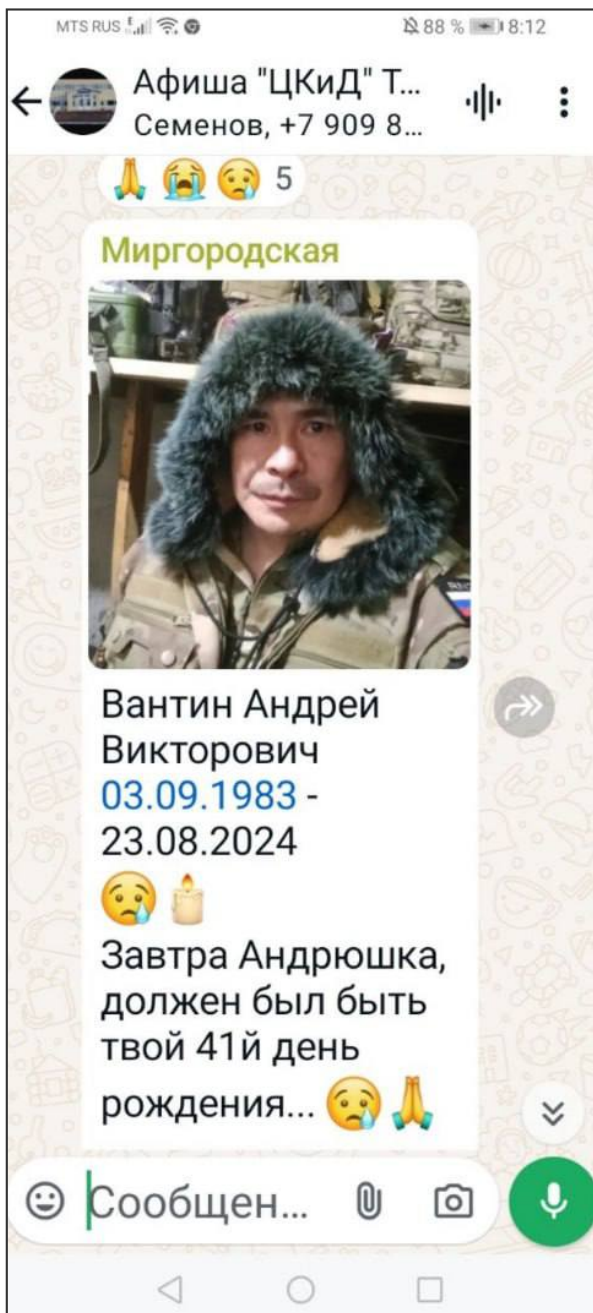 MTS RUS 88 % 8:12
Афиша "ЦКиД" Т...
Семенов, +7 909 8...
5
Миргородская
Вантин Андрей
Викторович
03.09.1983 -
23.08.2024
Завтра Андрюшка,
должен был быть
твой 41й день
рождения...
Сообщен...